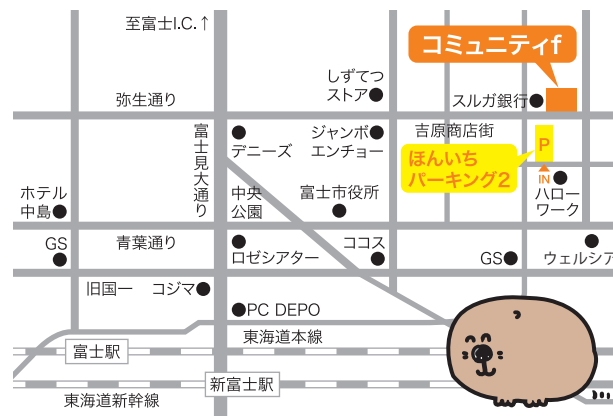 至富士I.C.↑
コミュニティf
しずてつ
ストア
スルガ銀行
弥生通り
富士見大通り
デニーズ
ジャンボ
エンチョー
吉原商店街
P
ほんいち
パーキング2
IN
ハロー
ワーク
ホテル
中島
中央
公園
富士市役所
GS
青葉通り
ロゼシアター
ココス
GS
ウェルシア
旧国一
コジマ
PC DEPO
東海道本線
富士駅
新富士駅
東海道新幹線